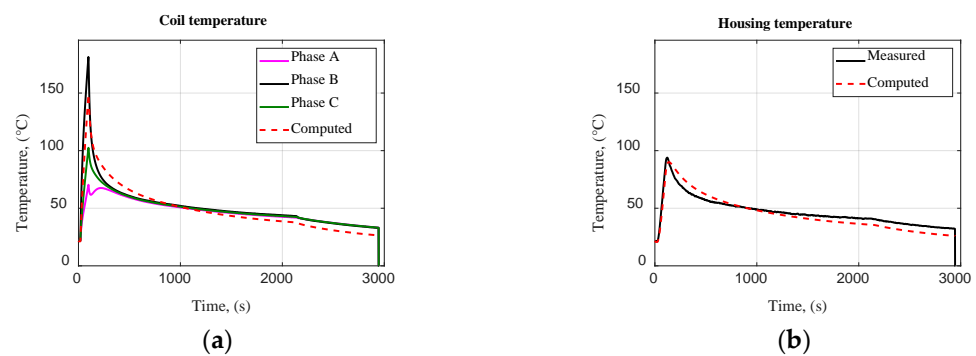 Coil temperature
Phase A
Phase B
Phase C
Computed
150
100
50
0
Temperature, (°C)
0 1000 2000 3000
Time, (s)
(a)
Housing temperature
Measured
Computed
150
100
50
0
Temperature, (°C)
0 1000 2000 3000
Time, (s)
(b)